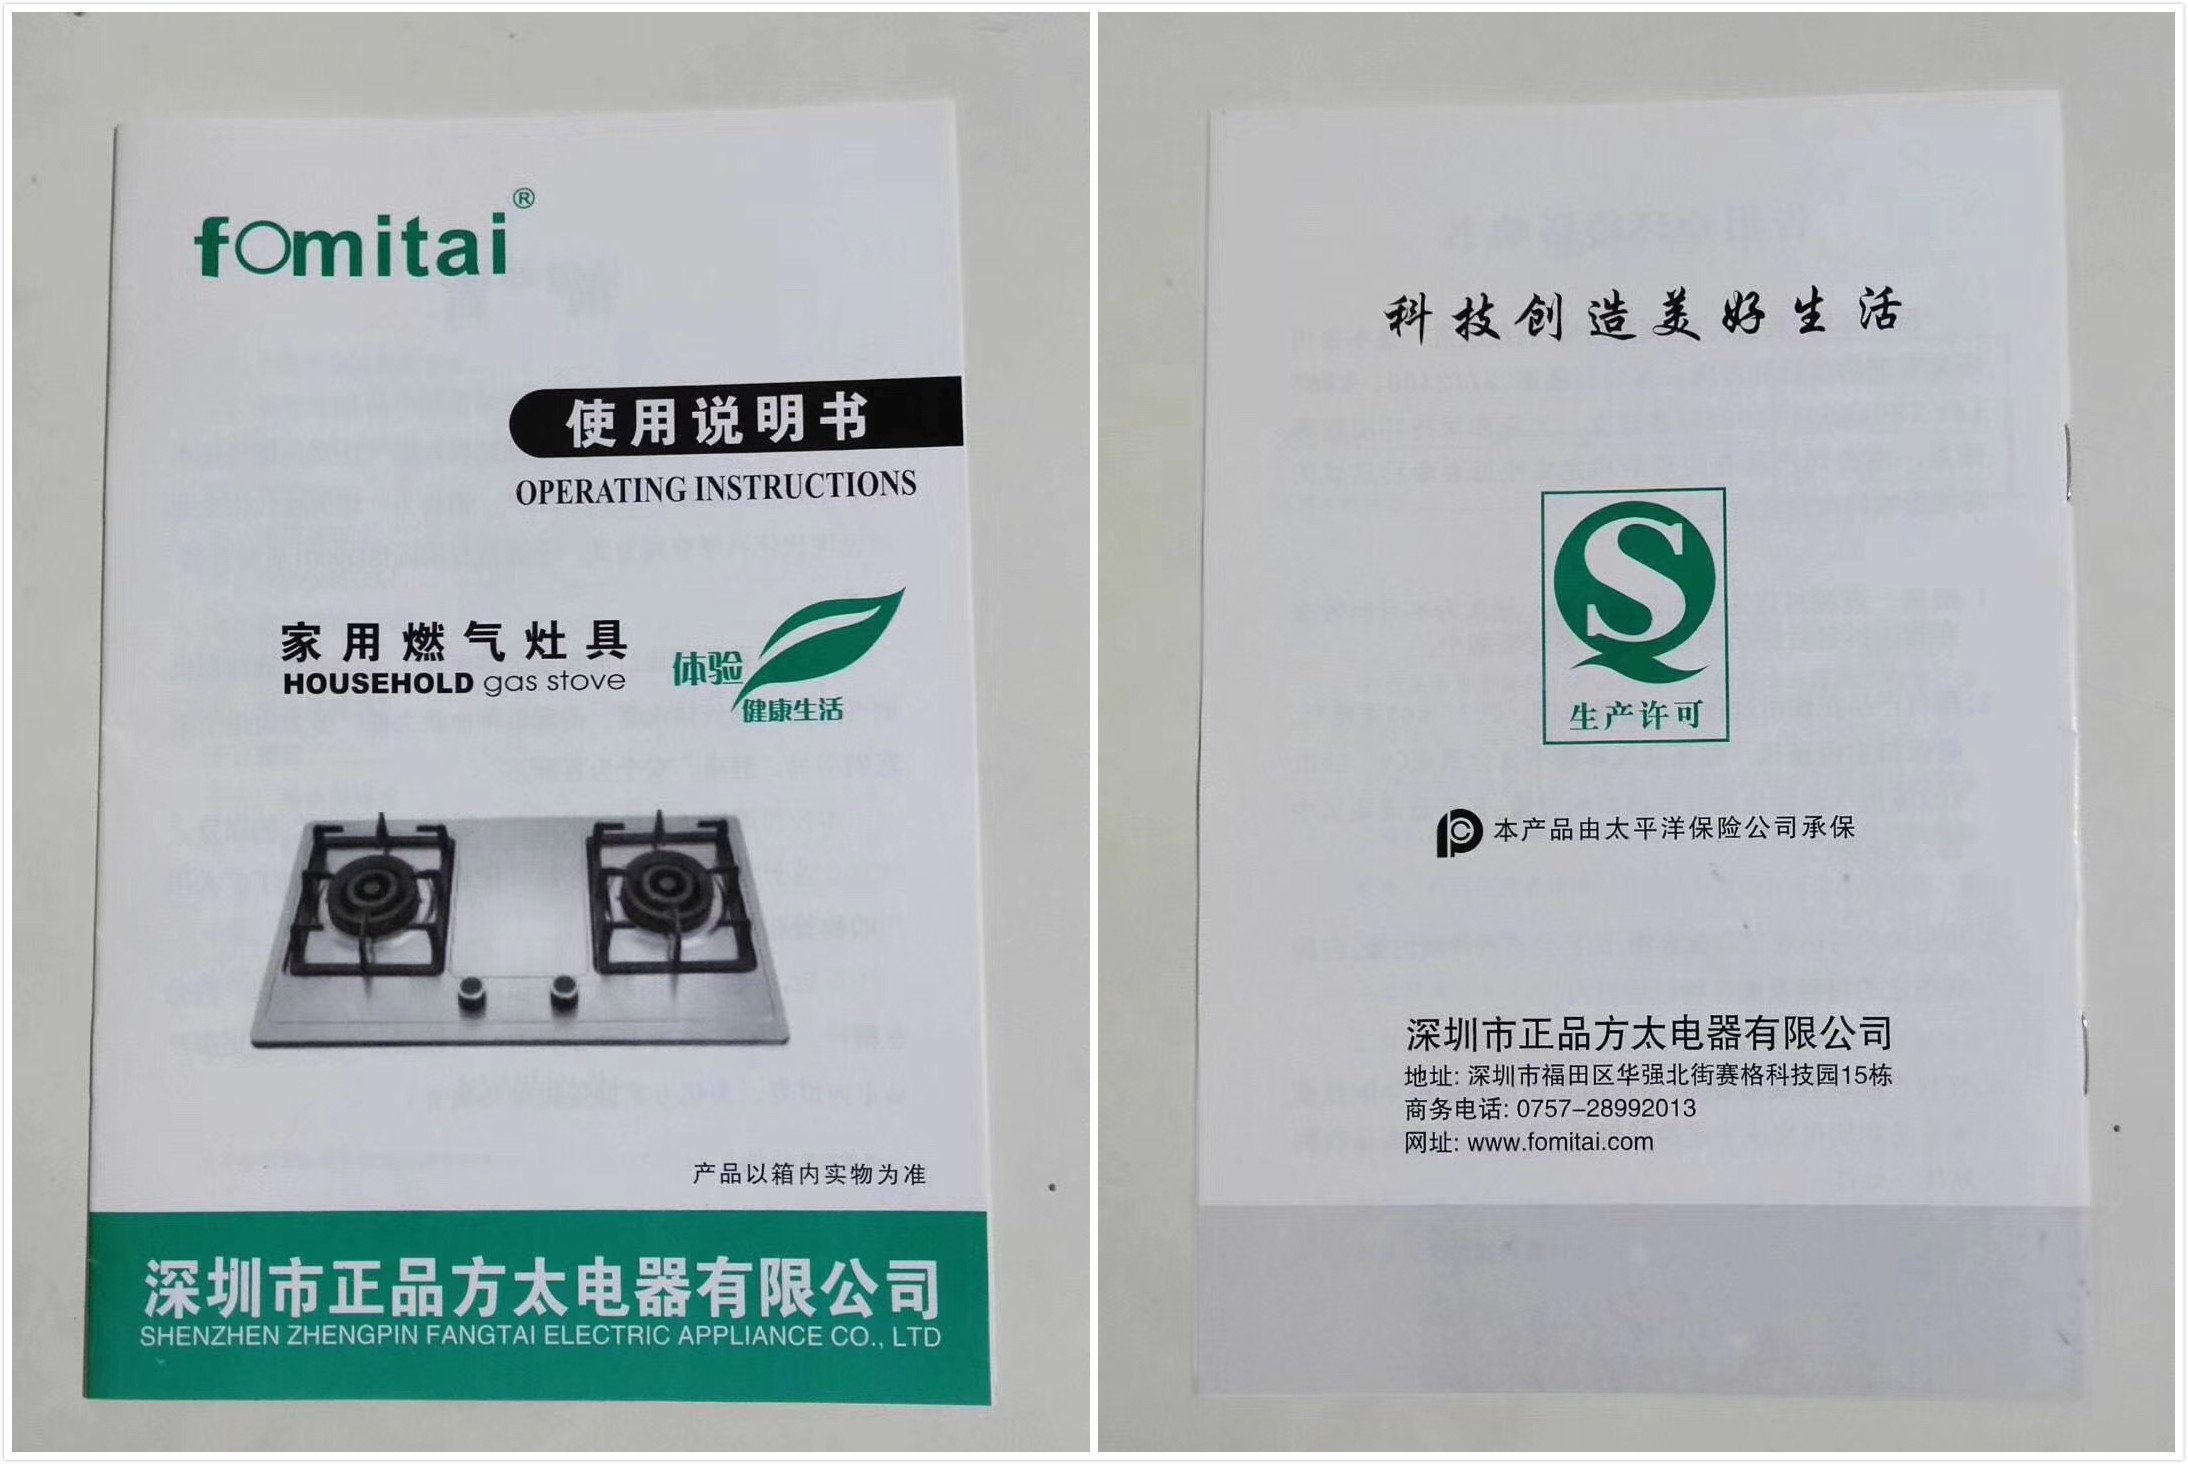 fomitai®
使用说明书
OPERATING INSTRUCTIONS
家用燃气灶具
HOUSEHOLD gas stove
体验
健康生活
产品以箱内实物为准
深圳市正品方太电器有限公司
SHENZHEN ZHENGPIN FANGTAI ELECTRIC APPLIANCE CO., LTD
科技创造美好生活
生产许可
本产品由太平洋保险公司承保
深圳市正品方太电器有限公司
地址: 深圳市福田区华强北街赛格科技园15栋
商务电话: 0757-28992013
网址: www.fomitai.com